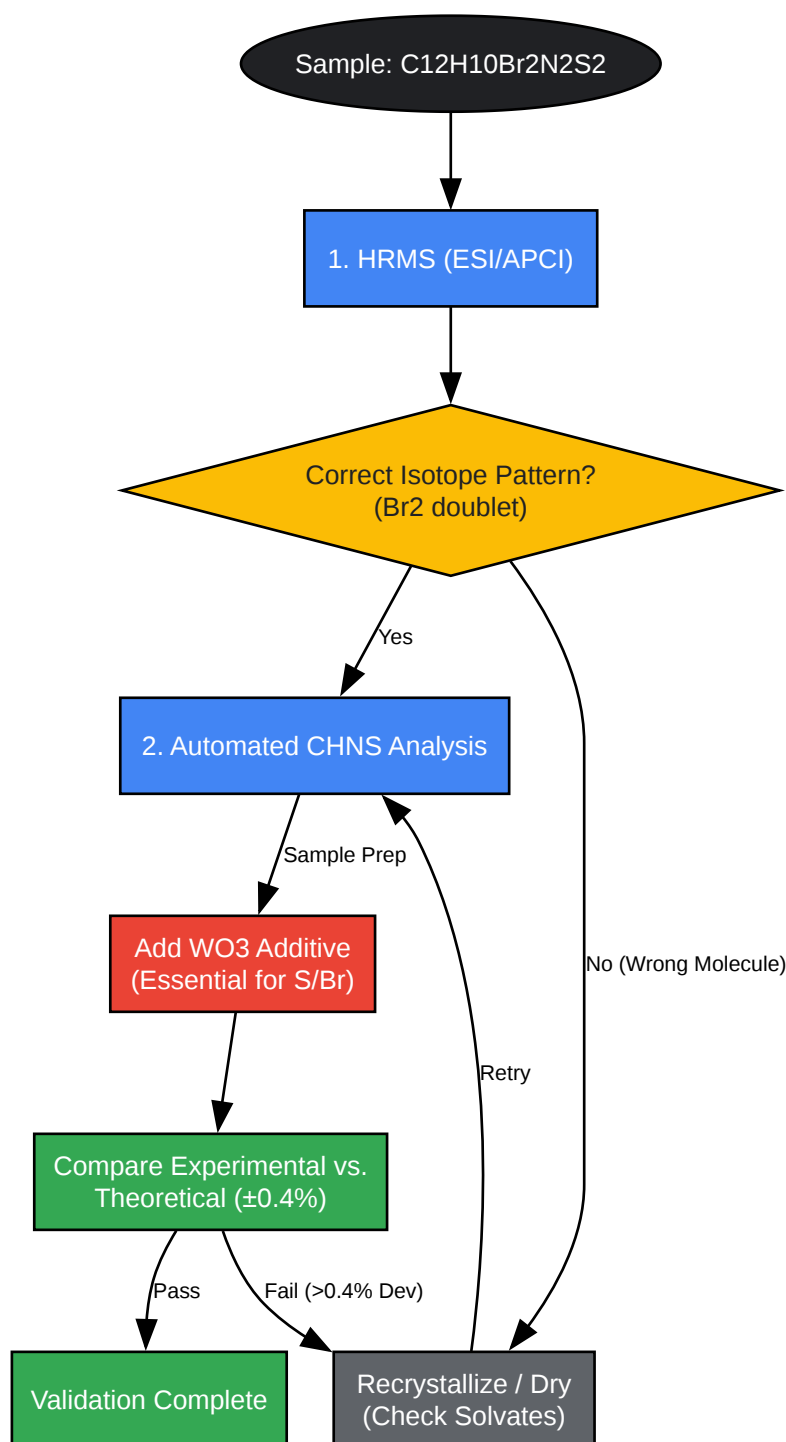 Sample: C12H10Br2N2S2
1. HRMS (ESI/APCI)
Correct Isotope Pattern?
(Br2 doublet)
Yes
2. Automated CHNS Analysis
Sample Prep
Add WO3 Additive
(Essential for S/Br)
No (Wrong Molecule)
Retry
Compare Experimental vs.
Theoretical (±0.4%)
Pass
Fail (>0.4% Dev)
Validation Complete
Recrystallize / Dry
(Check Solvates)